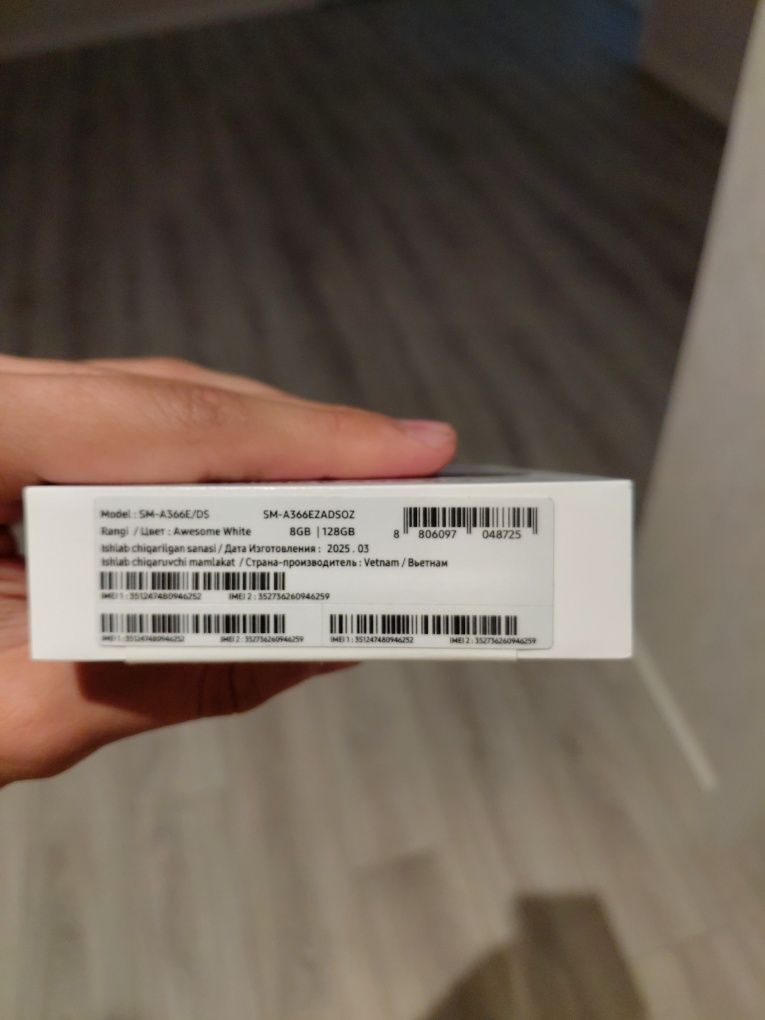 Model : SM-A366E/DS SM-A366EZADSOZ
Rangi / Цвет : Awesome White 8GB | 128GB
8 806097 048725
Ishlab chiqarilgan sanasi / Дата Изготовления : 2025 . 03
Ishlab chiqaruvchi mamlakat / Страна-производитель : Vetnam / Вьетнам
IMEI 1 : 351247480946252 IMEI 2 : 352736260946259
IMEI 1 : 351247480946252 IMEI 2 : 352736260946259 IMEI 1 : 351247480946252 IMEI 2 : 352736260946259